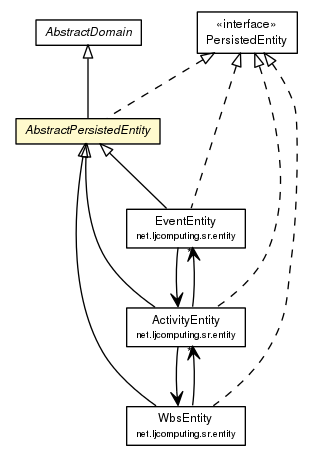 AbstractDomain
«interface»
PersistedEntity
AbstractPersistedEntity
EventEntity
net.ljcomputing.sr.entity
ActivityEntity
net.ljcomputing.sr.entity
WbsEntity
net.ljcomputing.sr.entity